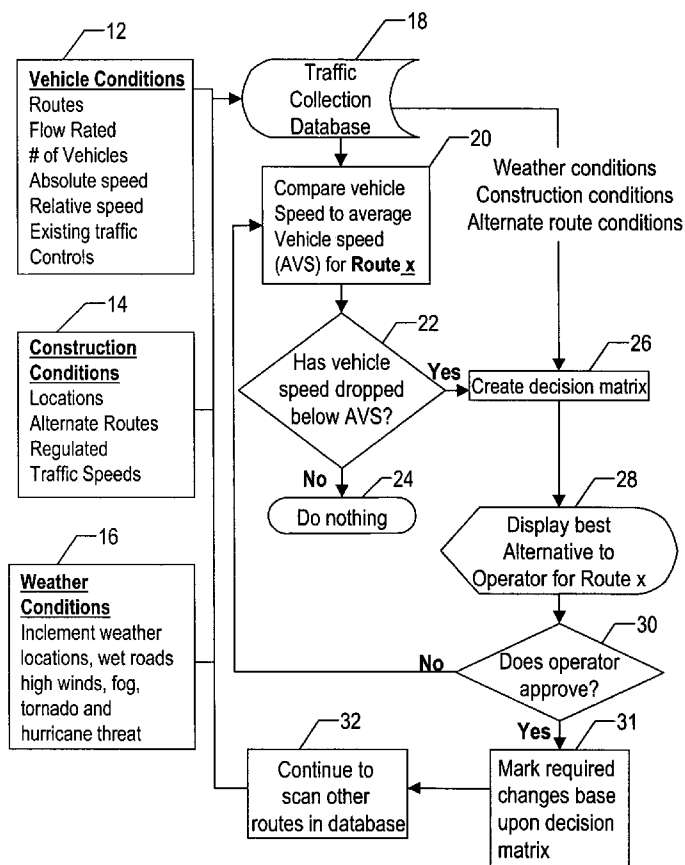 12
Vehicle Conditions
Routes
Flow Rated
# of Vehicles
Absolute speed
Relative speed
Existing traffic
Controls
14
Construction
Conditions
Locations
Alternate Routes
Regulated
Traffic Speeds
16
Weather
Conditions
Inclement weather
locations, wet roads
high winds, fog,
tornado and
hurricane threat
18
Traffic
Collection
Database
20
Compare vehicle
Speed to average
Vehicle speed
(AVS) for Route x
Weather conditions
Construction conditions
Alternate route conditions
22
Has vehicle
speed dropped
below AVS?
Yes
No
24
Do nothing
26
Create decision matrix
28
Display best
Alternative to
Operator for Route x
30
Does operator
approve?
No
Yes
31
Mark required
changes base
upon decision
matrix
32
Continue to
scan other
routes in database